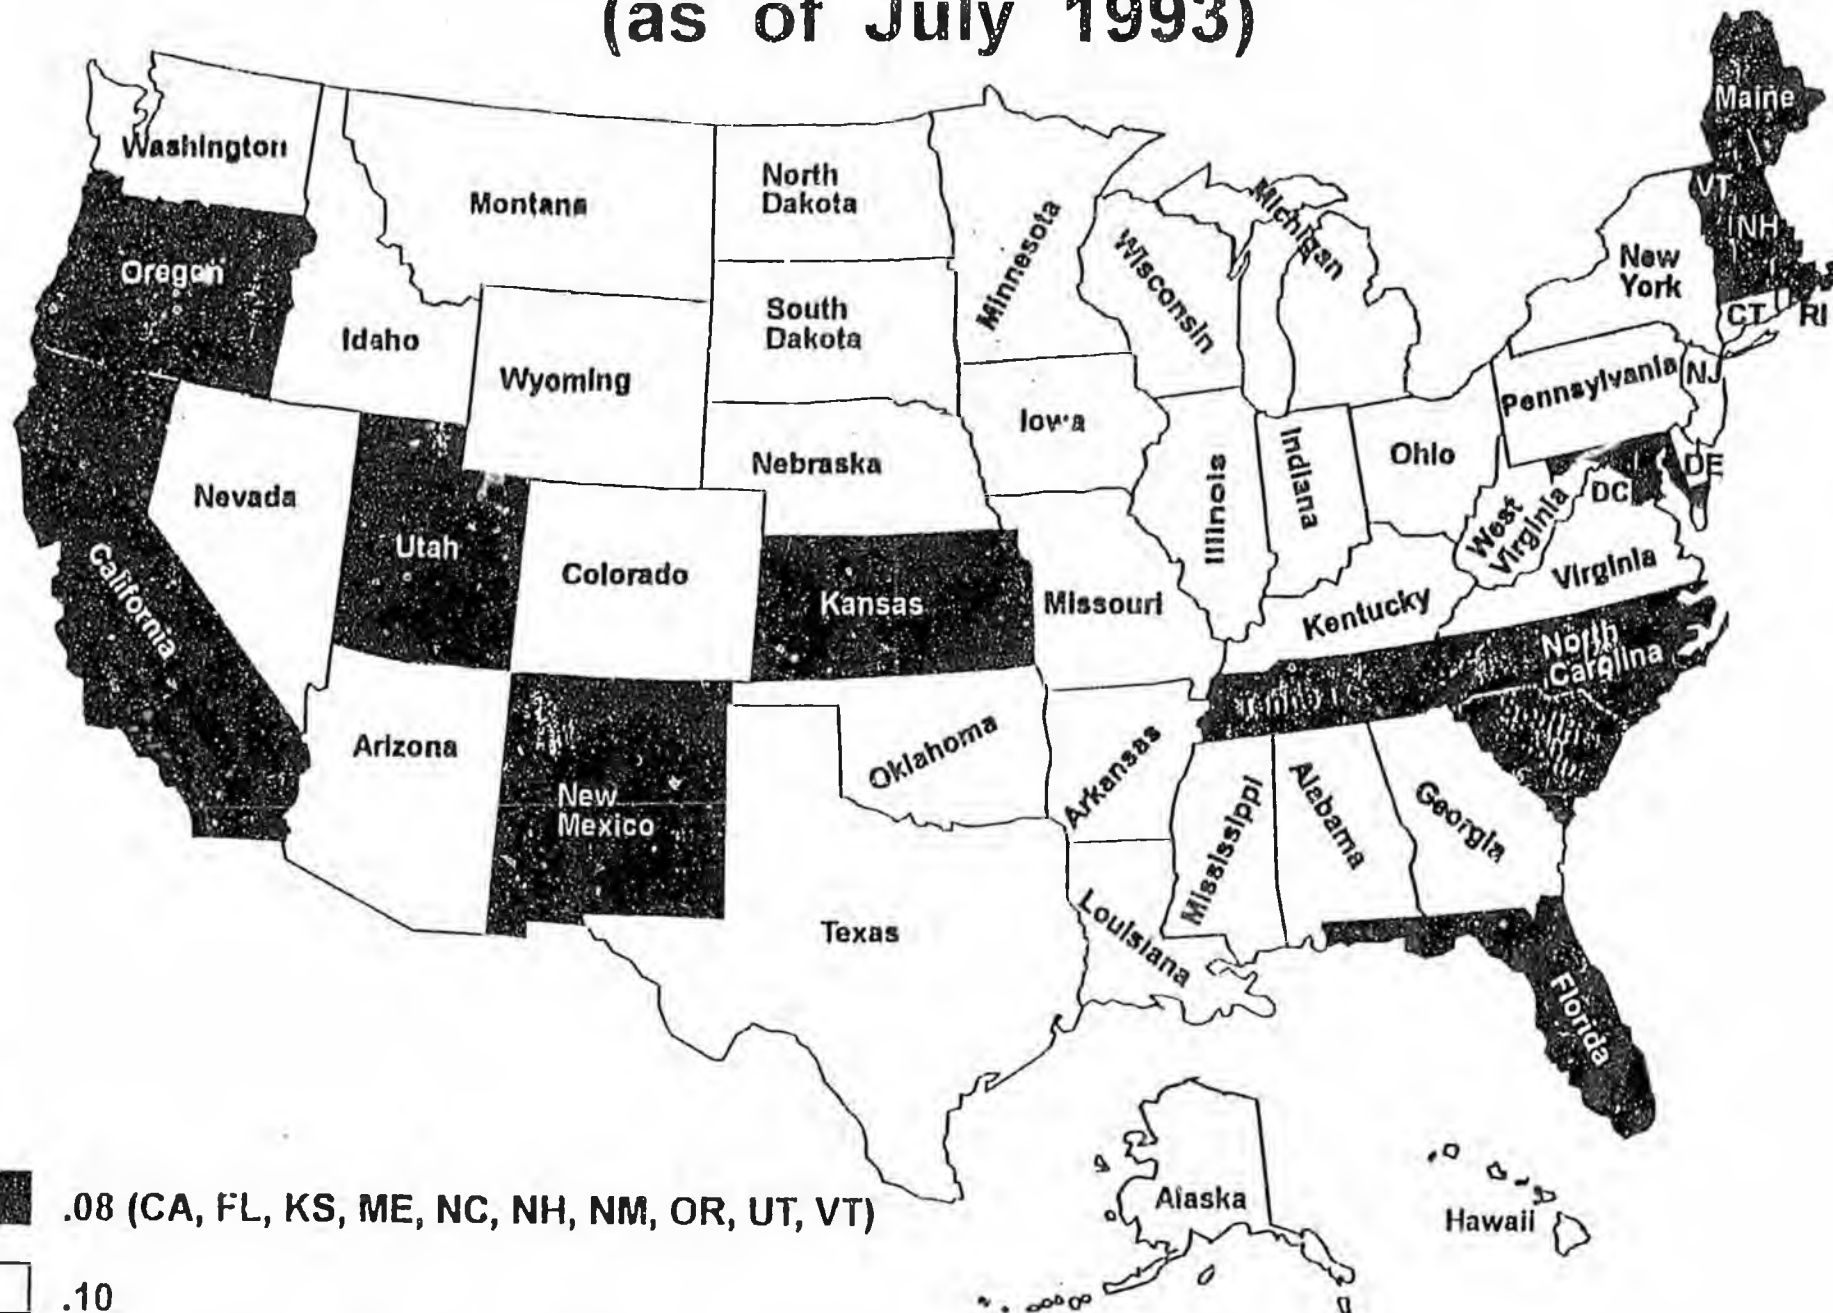 (as of July 1993)
Maine
Washington
Montana
North
Dakota
Minnesota
Michigan
VT
NH
Oregon
Wisconsin
New
York
Idaho
South
Dakota
CT
RI
Wyoming
Pennsylvania
NJ
Iowa
Nebraska
Illinois
Indiana
Ohio
DE
Nevada
DC
West
Virginia
Utah
Colorado
California
Kansas
Missouri
Kentucky
Virginia
North
Carolina
South
Arizona
Oklahoma
Arkansas
New
Mexico
Mississippi
Alabama
Georgia
Texas
Louisiana
Florida
.08 (CA, FL, KS, ME, NC, NH, NM, OR, UT, VT)
Alaska
Hawaii
.10